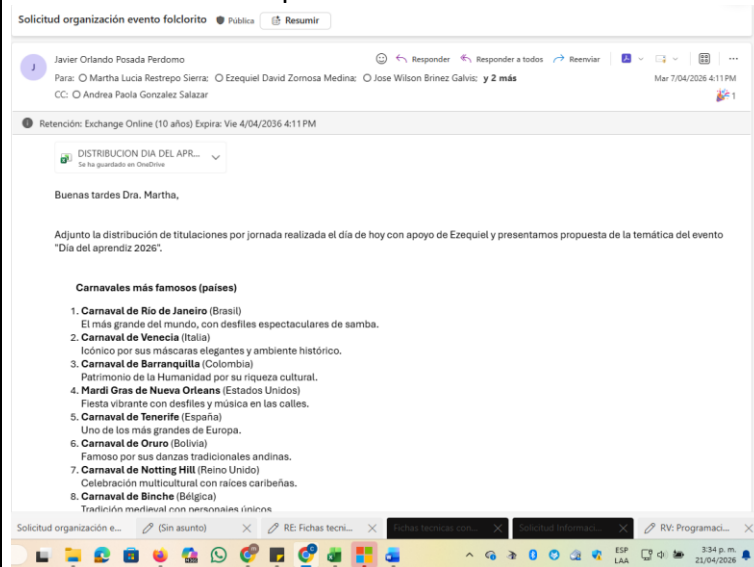 Solicitud organización evento folclorito Pública Resumir
J
Javier Orlando Posada Perdomo
Responder Responder a todos Reenviar
Para: Martha Lucia Restrepo Sierra; Ezequiel David Zornosa Medina; Jose Wilson Brinez Galvis; y 2 más
Mar 7/04/2026 4:11 PM
CC: Andrea Paola Gonzalez Salazar
1
Retención: Exchange Online (10 años) Expira: Vie 4/04/2036 4:11 PM
DISTRIBUCION DIA DEL APR...
Se ha guardado en OneDrive
Buenas tardes Dra. Martha,
Adjunto la distribución de titulaciones por jornada realizada el día de hoy con apoyo de Ezequiel y presentamos propuesta de la temática del evento
"Día del aprendiz 2026".
Carnavales más famosos (países)
1. Carnaval de Río de Janeiro (Brasil)
El más grande del mundo, con desfiles espectaculares de samba.
2. Carnaval de Venecia (Italia)
Icónico por sus máscaras elegantes y ambiente histórico.
3. Carnaval de Barranquilla (Colombia)
Patrimonio de la Humanidad por su riqueza cultural.
4. Mardi Gras de Nueva Orleans (Estados Unidos)
Fiesta vibrante con desfiles y música en las calles.
5. Carnaval de Tenerife (España)
Uno de los más grandes de Europa.
6. Carnaval de Oruro (Bolivia)
Famoso por sus danzas tradicionales andinas.
7. Carnaval de Notting Hill (Reino Unido)
Celebración multicultural con raíces caribeñas.
8. Carnaval de Binche (Bélgica)
Tradición medieval con personajes únicos.
Solicitud organización e... (Sin asunto) RE: Fichas tecni... Fichas tecnicas con... Solicitud Informaci... RV: Programaci...
ESP
LAA
3:34 p. m.
21/04/2026